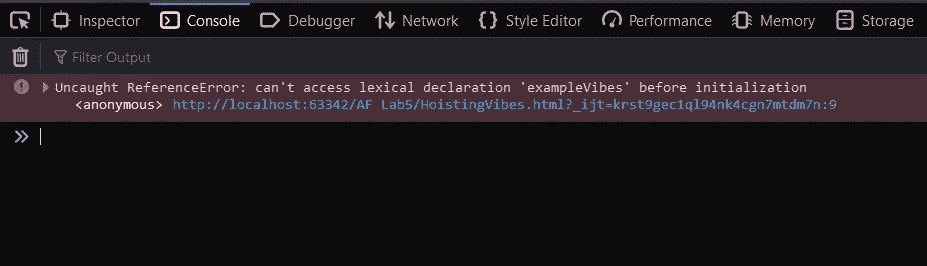 Inspector Console Debugger Network Style Editor Performance Memory Storage
Filter Output
Uncaught ReferenceError: can't access lexical declaration 'exampleVibes' before initialization
<anonymous> http://localhost:63342/AF Lab5/HoistingVibes.html?_ijt=krst9gec1ql94nk4cgn7mtdm7n:9